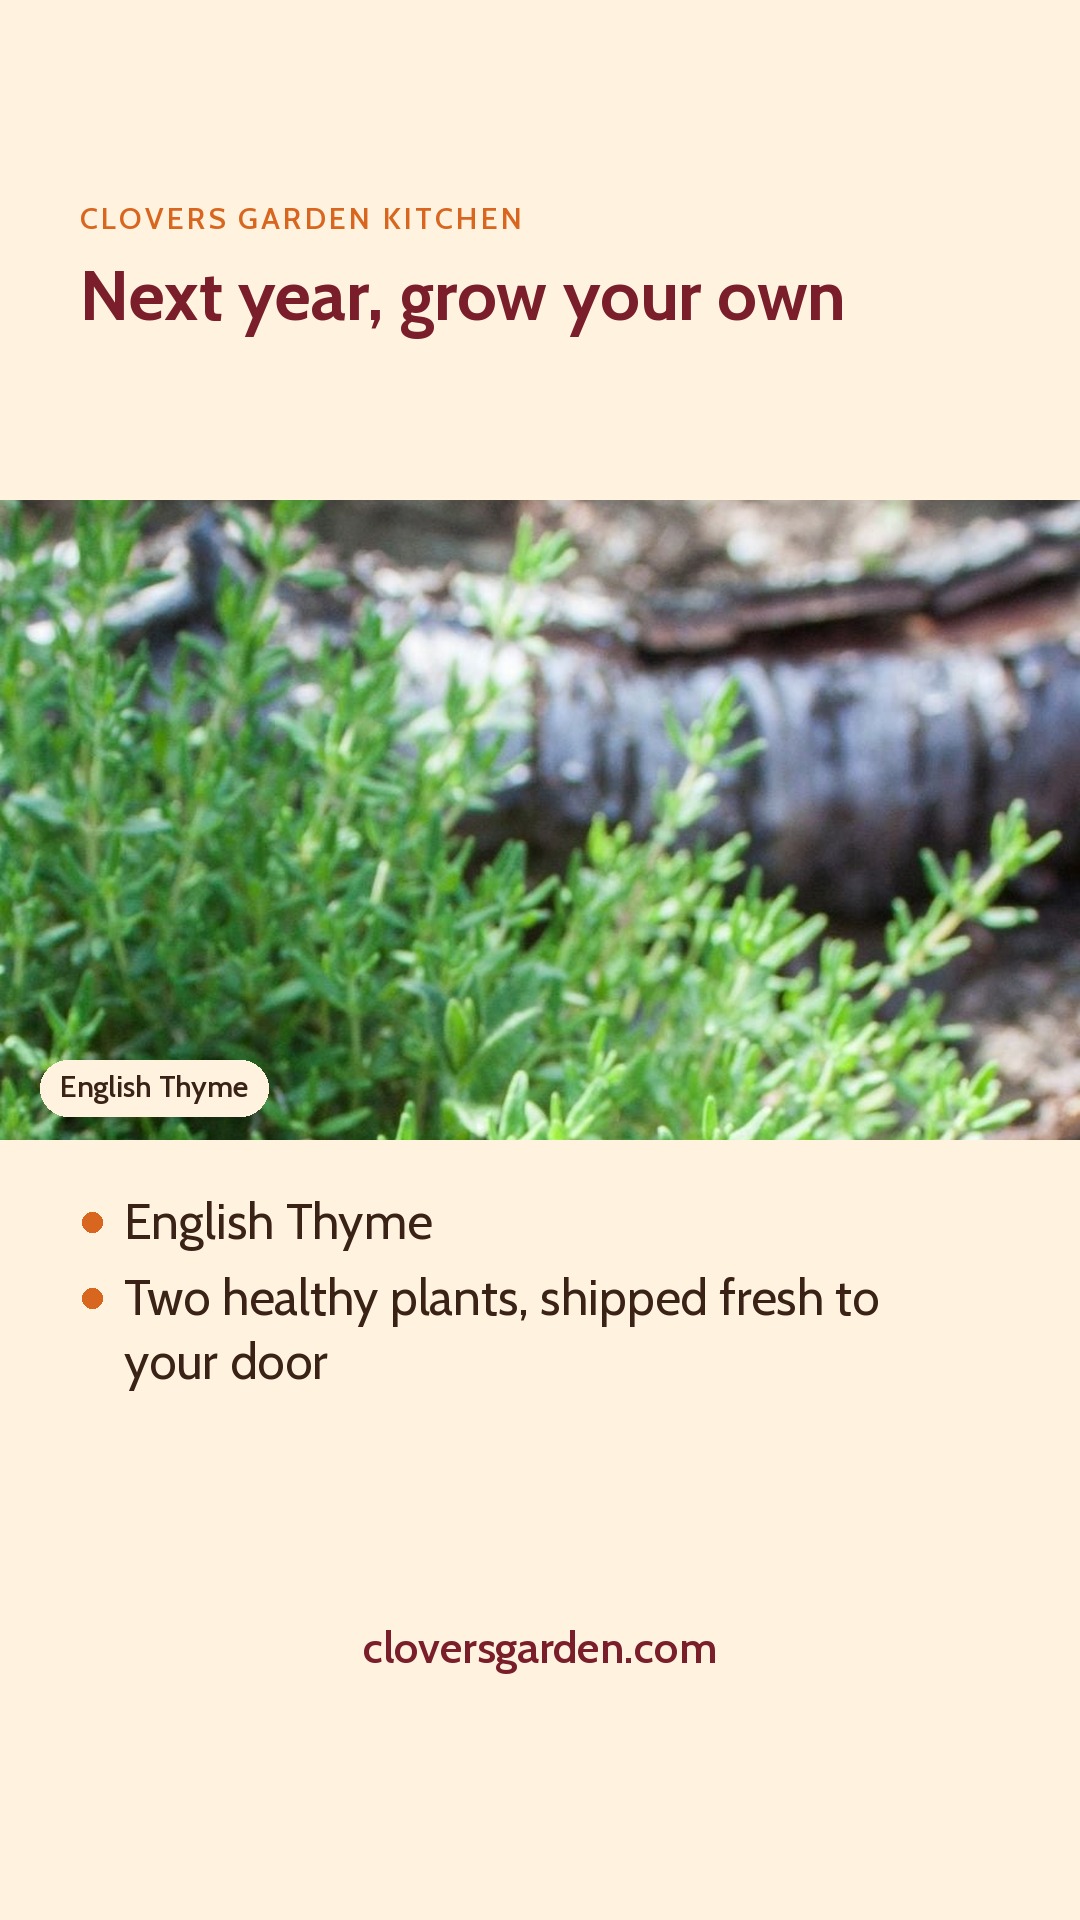 CLOVERS GARDEN KITCHEN
Next year, grow your own
English Thyme
English Thyme
Two healthy plants, shipped fresh to
your door
cloversgarden.com